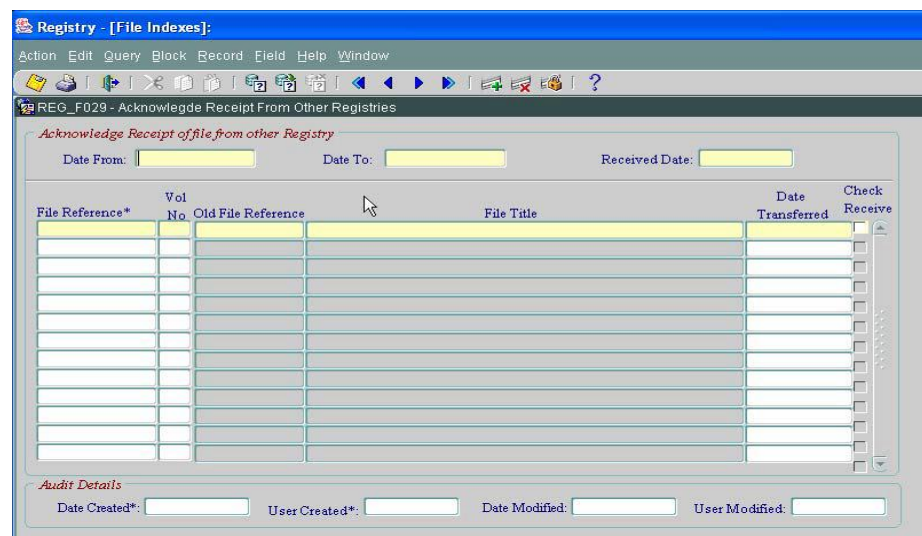 Registry - [File Indexes]:
Action Edit Query Block Record Field Help Window
REG_F029 - Acknowlegde Receipt From Other Registries
Acknowledge Receipt of file from other Registry
Date From: Date To: Received Date:
File Reference* Vol No Old File Reference File Title Date Transferred Check Receive
Audit Details
Date Created*: User Created*: Date Modified: User Modified: